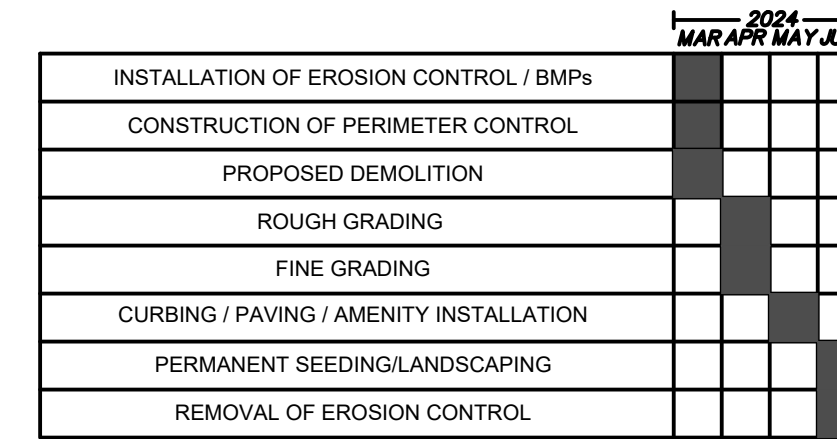 2024
MAR APR MAY JU
INSTALLATION OF EROSION CONTROL / BMPs
CONSTRUCTION OF PERIMETER CONTROL
PROPOSED DEMOLITION
ROUGH GRADING
FINE GRADING
CURBING / PAVING / AMENITY INSTALLATION
PERMANENT SEEDING/LANDSCAPING
REMOVAL OF EROSION CONTROL